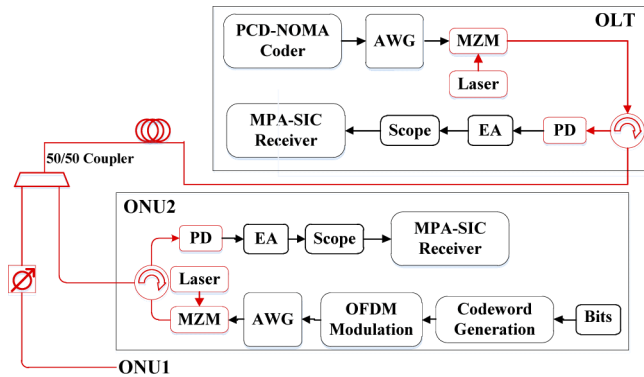 OLT
PCD-NOMA
Coder
AWG
MZM
Laser
MPA-SIC
Receiver
Scope
EA
PD
50/50 Coupler
ONU2
PD
EA
Scope
MPA-SIC
Receiver
Laser
MZM
AWG
OFDM
Modulation
Codeword
Generation
Bits
ONU1